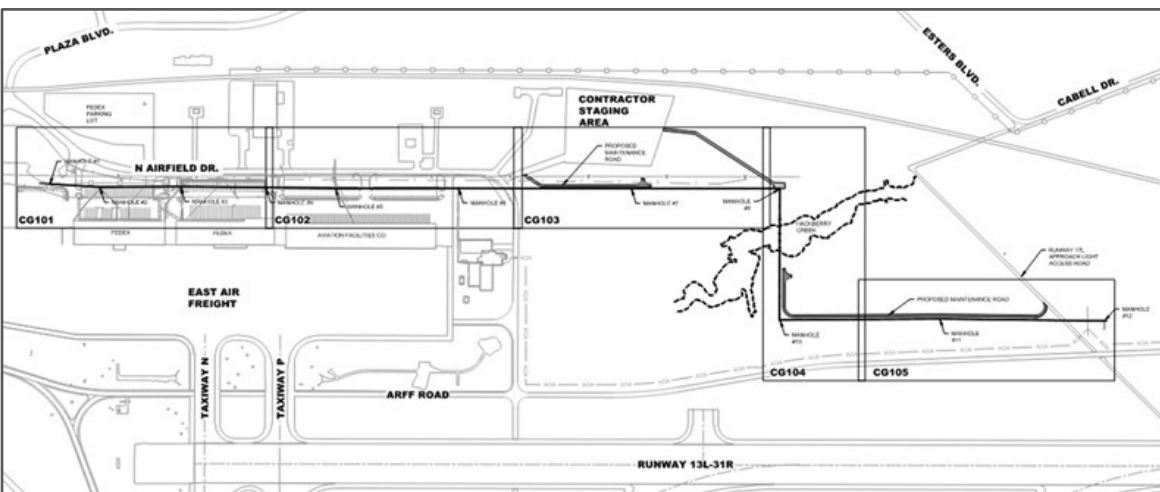 PLAZA BLVD.
ESTERS BLVD.
CABELL DR.
FEDEX
PARKING
LOT
CONTRACTOR
STAGING
AREA
MANHOLE #1
N AIRFIELD DR.
PROPOSED
MAINTENANCE
ROAD
MANHOLE #2
MANHOLE #3
MANHOLE #4
MANHOLE #5
MANHOLE #6
MANHOLE #7
MANHOLE
CG101
CG102
CG103
HACKBERRY
CREEK
FEDEX
FEDEX
AVIATION FACILITIES CO.
RUNWAY 17L
APPROACH LIGHT
ACCESS ROAD
EAST AIR
FREIGHT
PROPOSED MAINTENANCE ROAD
MANHOLE
#12
MANHOLE
#10
MANHOLE
#11
CG104
CG105
TAXIWAY N
TAXIWAY P
ARFF ROAD
RUNWAY 13L-31R